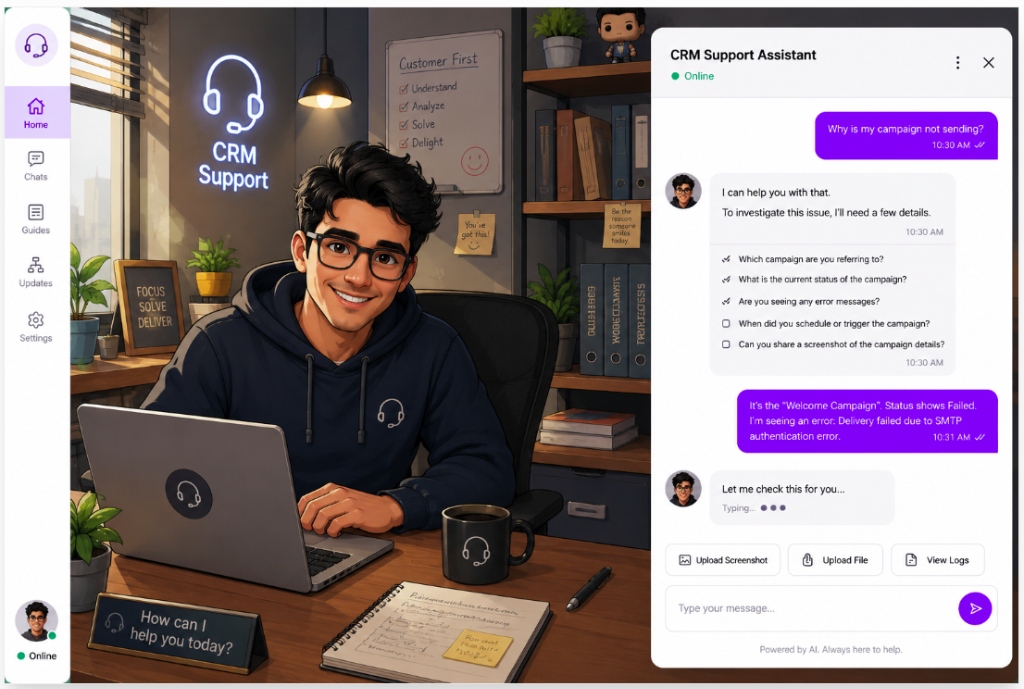 Home
Chats
Guides
Updates
Settings
Online
CRM
Support
Customer First
Understand
Analyze
Solve
Delight
You've
got this!
Be the
reason
someone
smiles
today.
FOCUS
SOLVE
DELIVER
How can I
help you today?
CRM Support Assistant
Online
Why is my campaign not sending?
10:30 AM
I can help you with that.
To investigate this issue, I'll need a few details.
10:30 AM
Which campaign are you referring to?
What is the current status of the campaign?
Are you seeing any error messages?
When did you schedule or trigger the campaign?
Can you share a screenshot of the campaign details?
10:30 AM
It's the "Welcome Campaign". Status shows Failed.
I'm seeing an error: Delivery failed due to SMTP
authentication error.
10:31 AM
Let me check this for you...
Typing...
Upload Screenshot
Upload File
View Logs
Type your message...
Powered by AI. Always here to help.